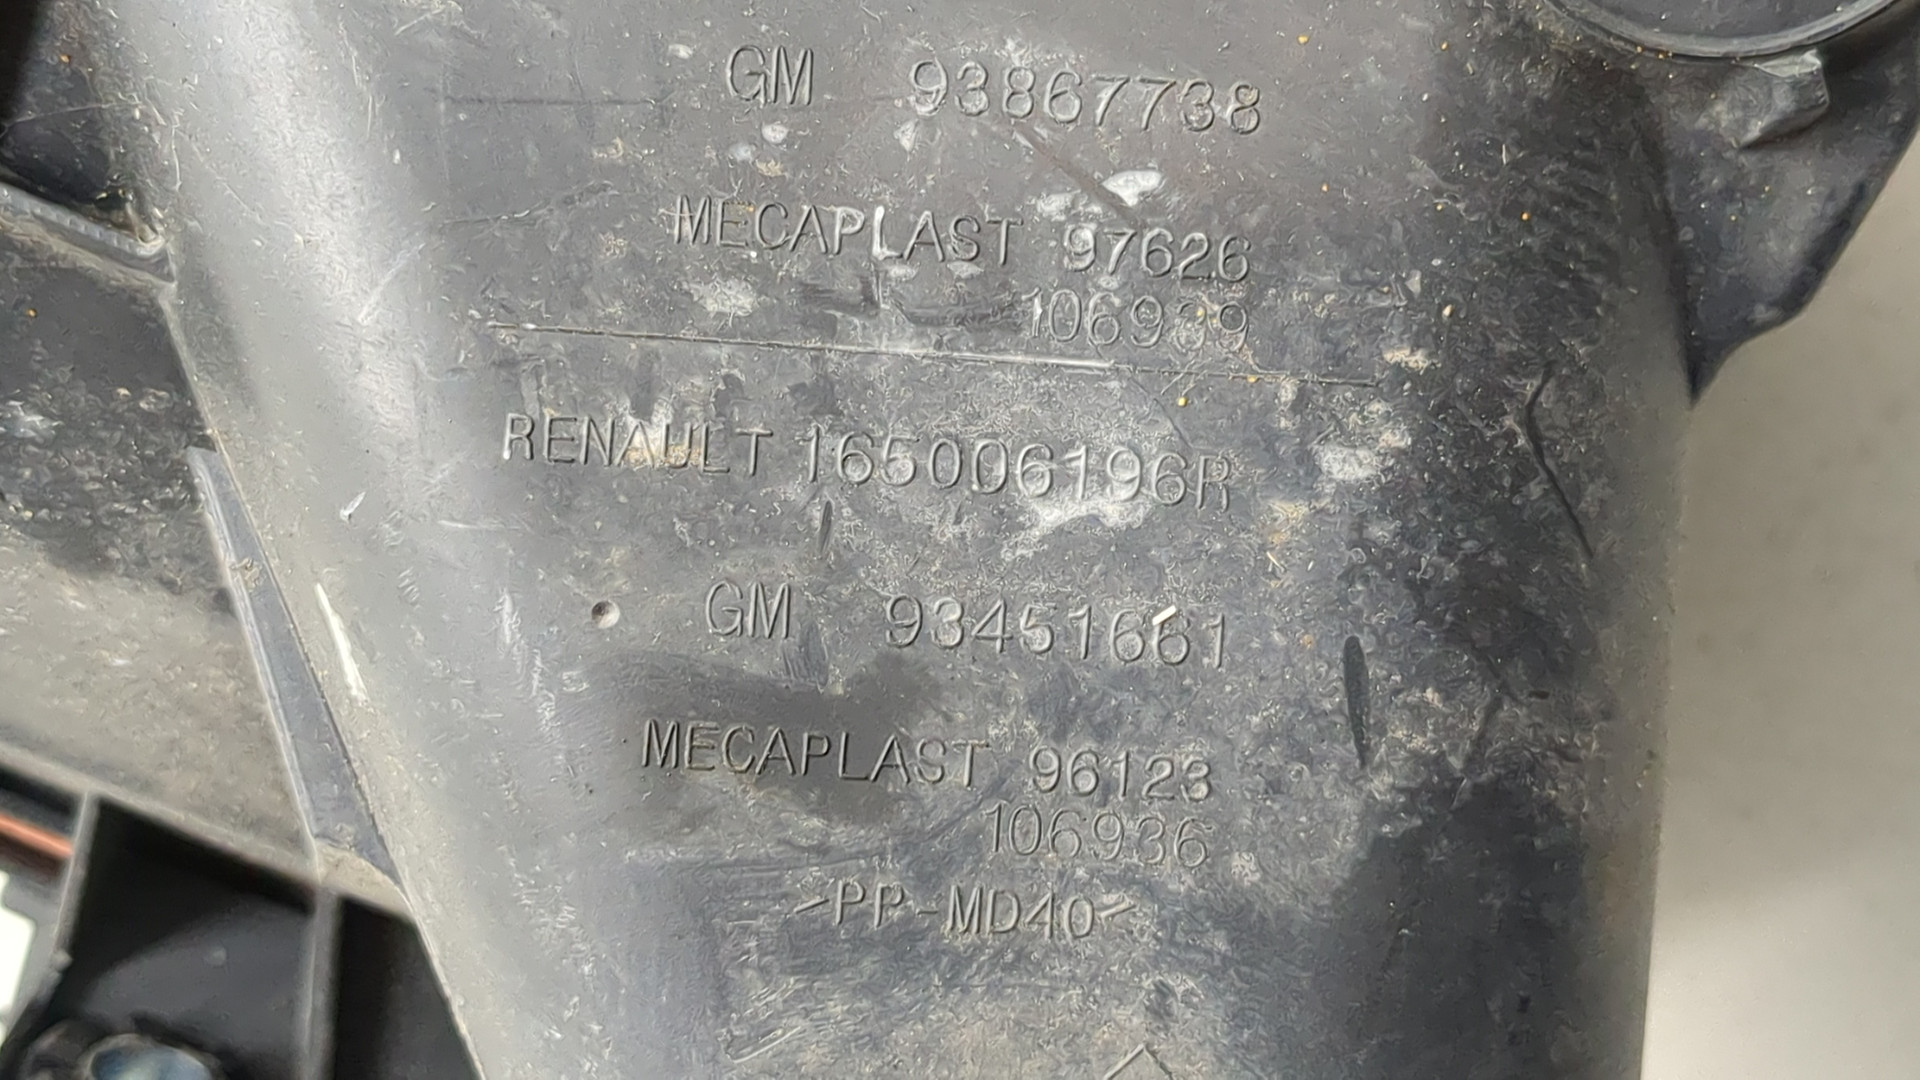 GM 93867738
MECAPLAST 97626
106939
RENAULT 165006196R
GM 93451661
MECAPLAST 96123
106936
>PP-MD40<